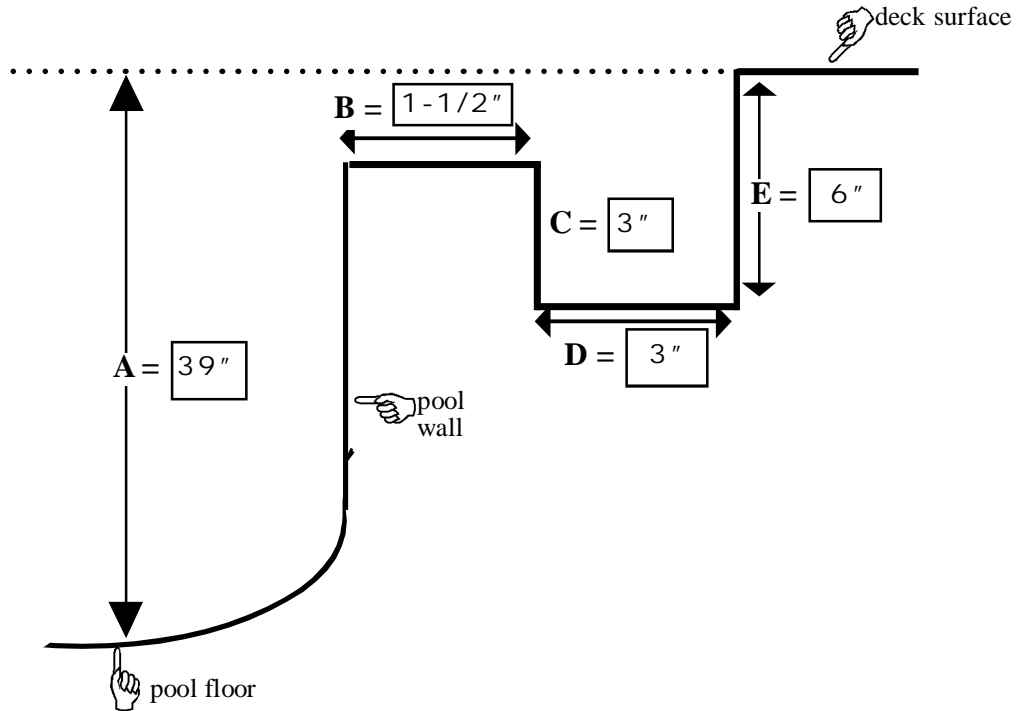 deck surface
B = 1-1/2"
E = 6"
C = 3"
A = 39"
D = 3"
pool
wall
pool floor